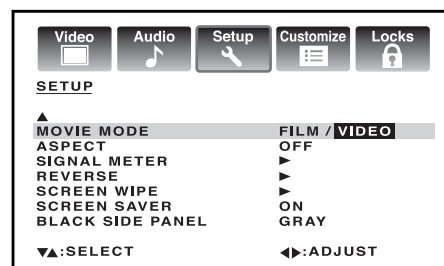 Video Audio Setup Customize Locks
SETUP
▲
MOVIE MODE FILM / VIDEO
ASPECT OFF
SIGNAL METER ►
REVERSE ►
SCREEN WIPE ►
SCREEN SAVER ON
BLACK SIDE PANEL GRAY
▼▲:SELECT ◀▶:ADJUST